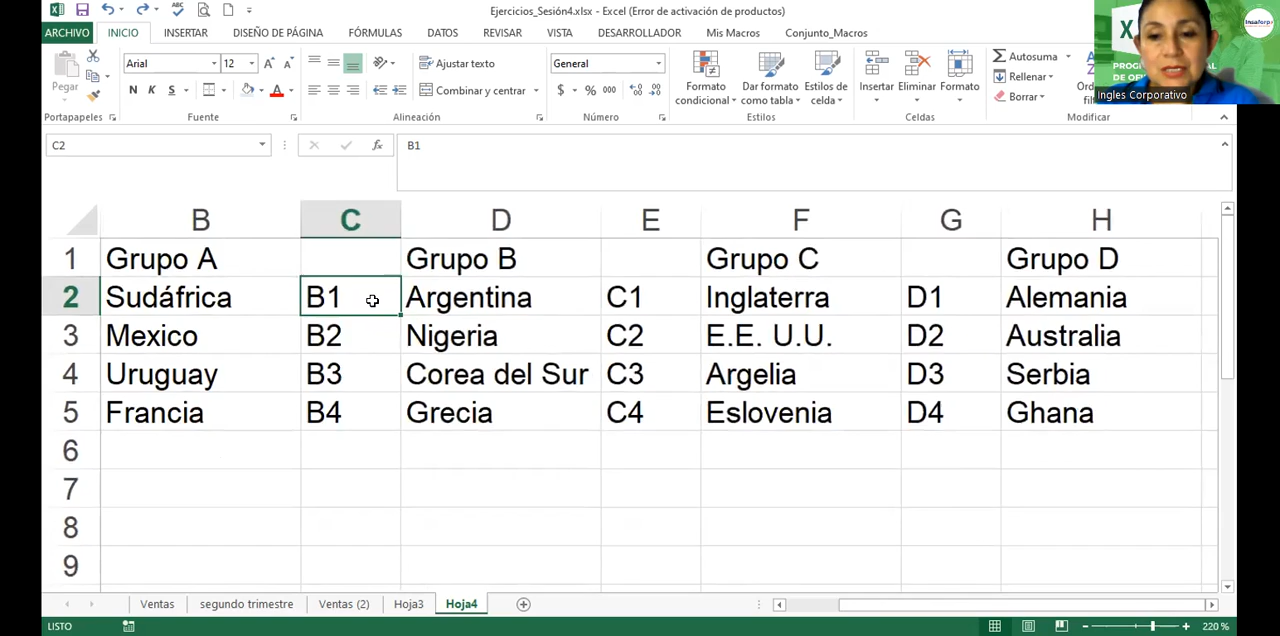 Ejercicios_Sesión4.xlsx - Excel (Error de activación de productos)
ARCHIVO INICIO INSERTAR DISEÑO DE PÁGINA FÓRMULAS DATOS REVISAR VISTA DESARROLLADOR Mis Macros Conjunto_Macros
Arial 12 Ajustar texto General Autosuma
Pegar Rellenar
N K S Combinar y centrar $ % 000 Formato condicional Dar formato como tabla Estilos de celda Insertar Eliminar Formato Borrar
Portapapeles Fuente Alineación Número Estilos Celdas Modificar
Ingles Corporativo
C2 fx B1
B C D E F G H
1 Grupo A Grupo B Grupo C Grupo D
2 Sudáfrica B1 Argentina C1 Inglaterra D1 Alemania
3 Mexico B2 Nigeria C2 E.E. U.U. D2 Australia
4 Uruguay B3 Corea del Sur C3 Argelia D3 Serbia
5 Francia B4 Grecia C4 Eslovenia D4 Ghana
6
7
8
9
Ventas segundo trimestre Ventas (2) Hoja3 Hoja4
LISTO 220 %